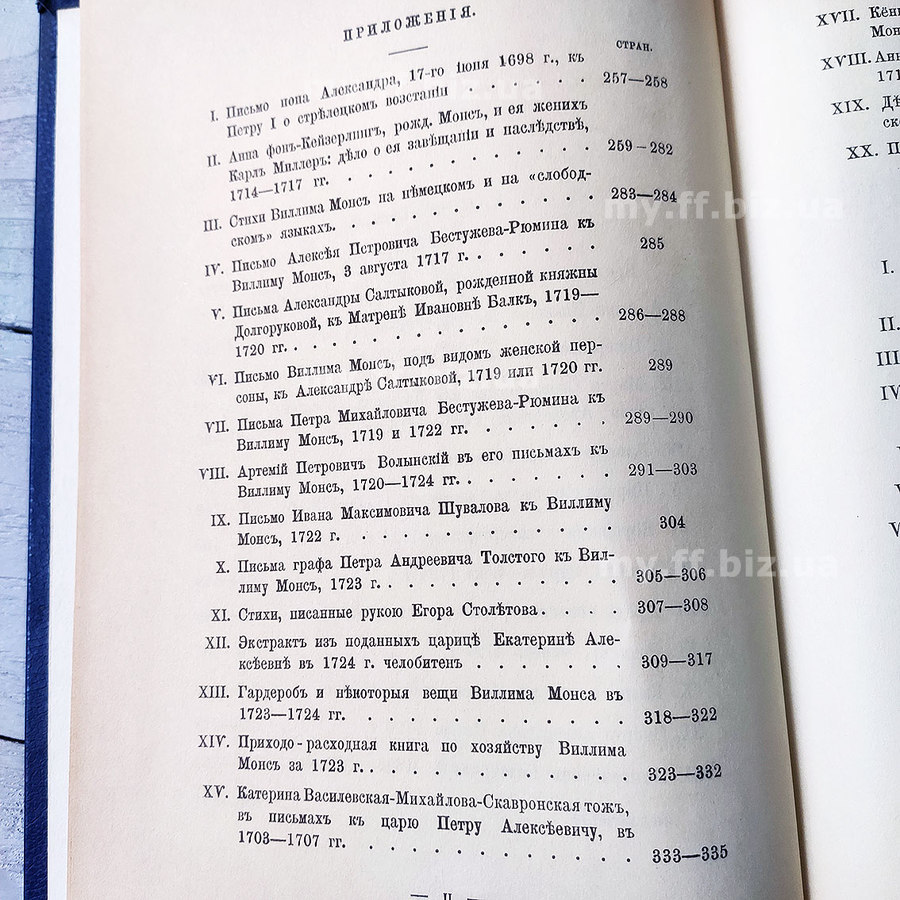 ПРИЛОЖЕНІЯ.
СТРАН.
I. Письмо попа Александра, 17-го іюня 1698 г., къ
Петру I о стрѣлецкомъ возстаніи . . . . . . . 257—258
II. Анна фонъ-Кейзерлингъ, рожд. Монсъ, и ея женихъ
Карлъ Миллеръ: дѣло о ея завѣщаніи и наслѣдствѣ,
1714—1717 гг. . . . . . . . . . . . . 259—282
III. Стихи Виллима Монсъ на нѣмецкомъ и на «слобод-
скомъ» языкахъ. . . . . . . . . . . . 283—284
IV. Письмо Алексѣя Петровича Бестужева-Рюмина къ
Виллиму Монсъ, 3 августа 1717 г. . . . . . . 285
V. Письма Александры Салтыковой, рожденной княжны
Долгоруковой, къ Матренѣ Ивановнѣ Балкъ, 1719—
1720 гг. . . . . . . . . . . . . . . 286—288
VI. Письмо Виллима Монсъ, подъ видомъ женской пер-
соны, къ Александрѣ Салтыковой, 1719 или 1720 гг. 289
VII. Письма Петра Михайловича Бестужева-Рюмина къ
Виллиму Монсъ, 1719 и 1722 гг. . . . . . . 289—290
VIII. Артемій Петровичъ Волынскій въ его письмахъ къ
Виллиму Монсъ, 1720—1724 гг. . . . . . . 291—303
IX. Письмо Ивана Максимовича Шувалова къ Виллиму
Монсъ, 1722 г. . . . . . . . . . . . 304
X. Письма графа Петра Андреевича Толстого къ Вил-
лиму Монсъ, 1723 г. . . . . . . . . . . 305—306
XI. Стихи, писанные рукою Егора Столѣтова. . . . . 307—308
XII. Экстрактъ изъ поданныхъ царицѣ Екатеринѣ Але-
ксѣевнѣ въ 1724 г. челобитенъ . . . . . . . 309—317
XIII. Гардеробъ и нѣкоторыя вещи Виллима Монса въ
1723—1724 гг. . . . . . . . . . . . . 318—322
XIV. Приходо-расходная книга по хозяйству Виллима
Монсъ за 1723 г. . . . . . . . . . . . 323—332
XV. Катерина Василевская-Михайлова-Скавронская тожъ,
въ письмахъ къ царю Петру Алексѣевичу, въ
1703—1707 гг. . . . . . . . . . . . . 333—335
— II —
XVII.
XVIII. Анн
XIX.
XX. П
I.
II.
III
IV
my.ff.biz.ua
my.ff.biz.ua